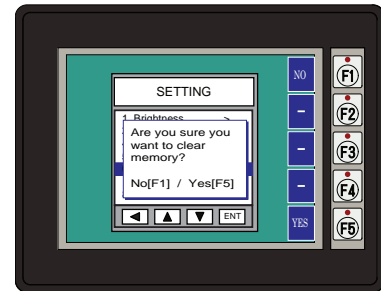 SETTING
1 Brightness >
Are you sure you
want to clear
memory?
No[F1] / Yes[F5]
ENT
NO
-
-
-
YES
F1
F2
F3
F4
F5